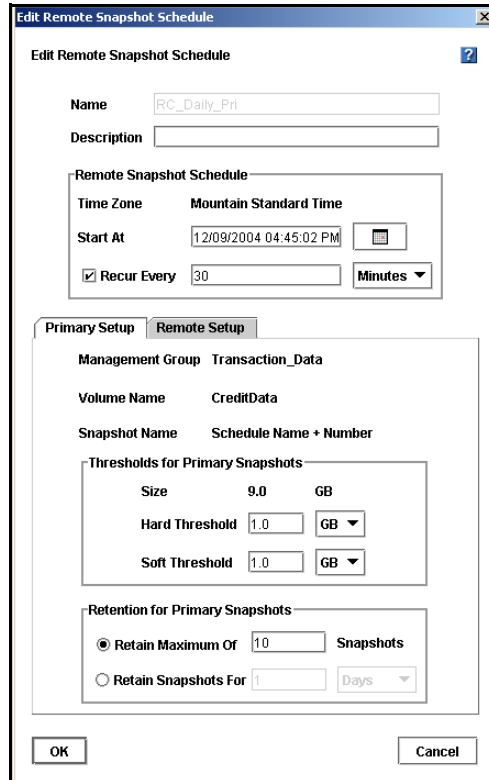 Edit Remote Snapshot Schedule
Edit Remote Snapshot Schedule ?
Name RC_Daily_Pri
Description
Remote Snapshot Schedule
Time Zone Mountain Standard Time
Start At 12/09/2004 04:45:02 PM
Recur Every 30 Minutes
Primary Setup Remote Setup
Management Group Transaction_Data
Volume Name CreditData
Snapshot Name Schedule Name + Number
Thresholds for Primary Snapshots
Size 9.0 GB
Hard Threshold 1.0 GB
Soft Threshold 1.0 GB
Retention for Primary Snapshots
Retain Maximum Of 10 Snapshots
Retain Snapshots For 1 Days
OK Cancel